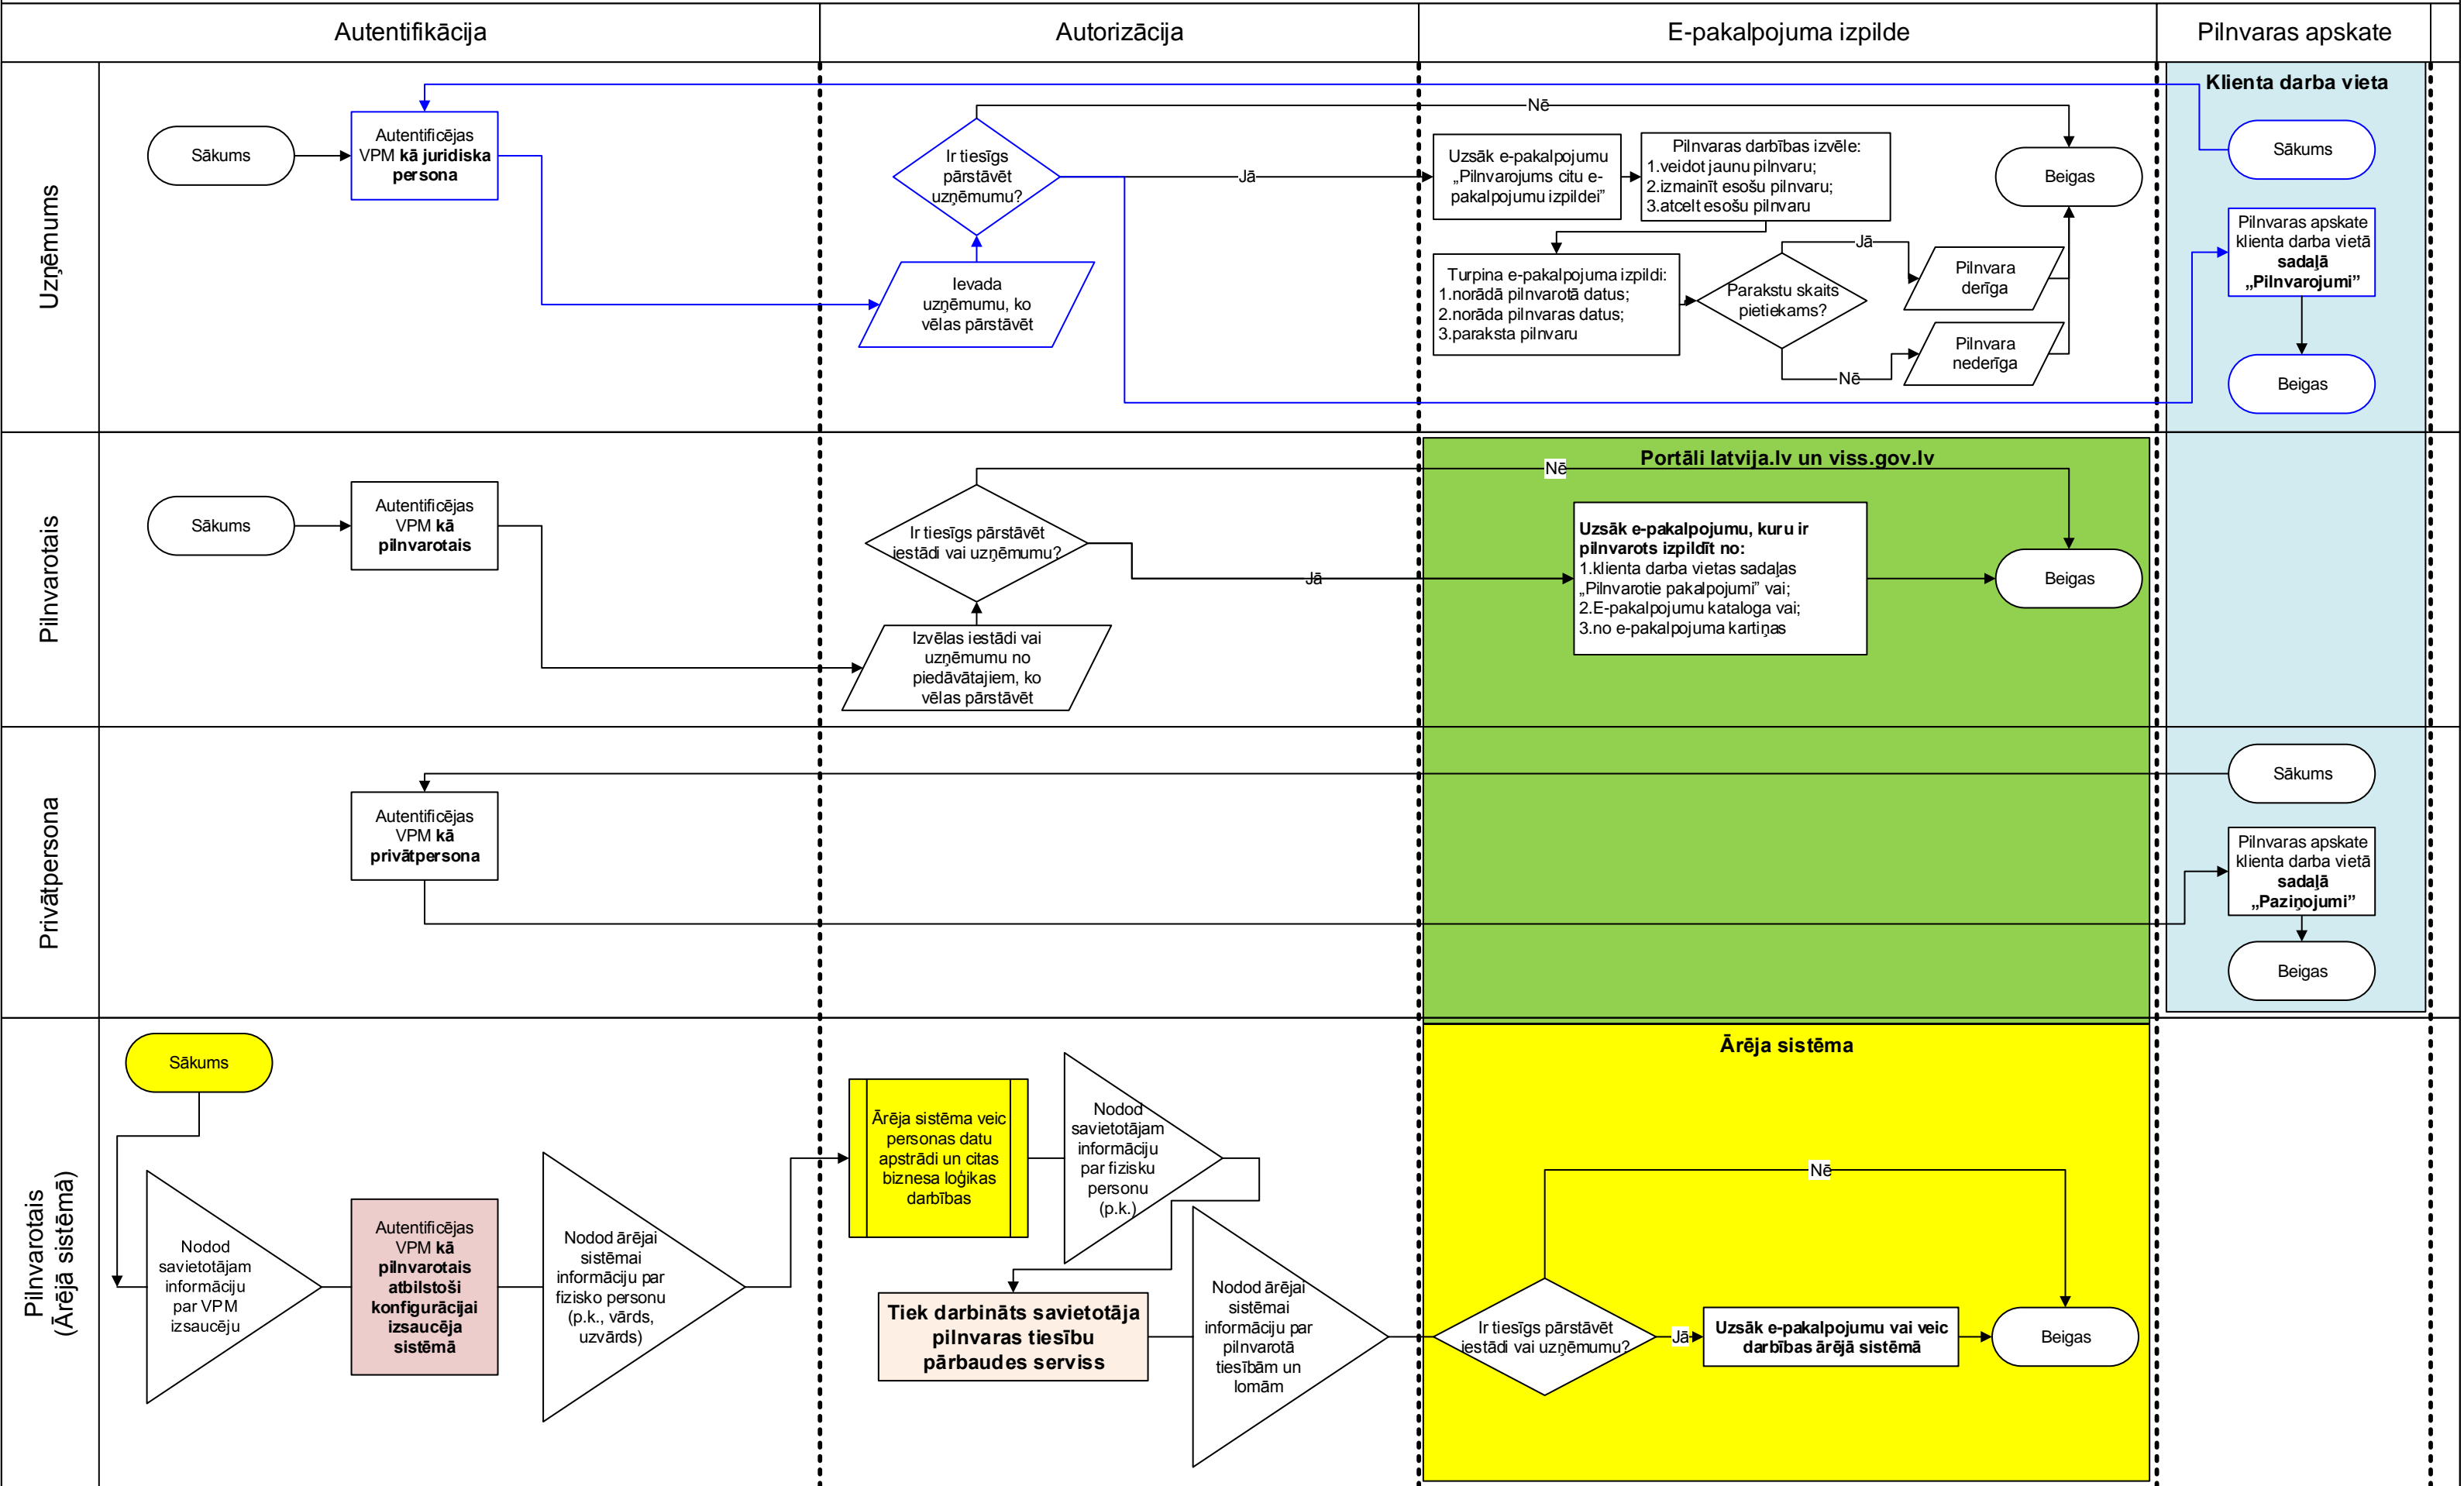 Autentifikācija
Autorizācija
E-pakalpojuma izpilde
Pilnvaras apskate
Uzņēmums
Sākums
Autentificējas
VPM kā juridiska
persona
Ir tiesīgs
pārstāvēt
uzņēmumu?
Ievada
uzņēmumu, ko
vēlas pārstāvēt
Nē
Jā
Uzsāk e-pakalpojumu
„Pilnvarojums citu e-
pakalpojumu izpildei”
Pilnvaras darbības izvēle:
1.veidot jaunu pilnvaru;
2.izmainīt esošu pilnvaru;
3.atcelt esošu pilnvaru
Turpina e-pakalpojuma izpildi:
1.norādā pilnvarotā datus;
2.norāda pilnvaras datus;
3.paraksta pilnvaru
Parakstu skaits
pietiekams?
Jā
Nē
Pilnvara
derīga
Pilnvara
nederīga
Beigas
Klienta darba vieta
Sākums
Pilnvaras apskate
klienta darba vietā
sadaļā
„Pilnvarojumi”
Beigas
Pilnvarotais
Sākums
Autentificējas
VPM kā
pilnvarotais
Ir tiesīgs pārstāvēt
iestādi vai uzņēmumu?
Izvēlas iestādi vai
uzņēmumu no
piedāvātajiem, ko
vēlas pārstāvēt
Nē
Jā
Portāli latvija.lv un viss.gov.lv
Uzsāk e-pakalpojumu, kuru ir
pilnvarots izpildīt no:
1.klienta darba vietas sadaļas
„Pilnvarotie pakalpojumi” vai;
2.E-pakalpojumu kataloga vai;
3.no e-pakalpojuma kartiņas
Beigas
Privātpersona
Autentificējas
VPM kā
privātpersona
Sākums
Pilnvaras apskate
klienta darba vietā
sadaļā
„Paziņojumi”
Beigas
Pilnvarotais
(Ārējā sistēmā)
Sākums
Nodod
savietotājam
informāciju
par VPM
izsaucēju
Autentificējas
VPM kā
pilnvarotais
atbilstoši
konfigurācijai
izsaucēja
sistēmā
Nodod ārējai
sistēmai
informāciju par
fizisko personu
(p.k., vārds,
uzvārds)
Ārēja sistēma veic
personas datu
apstrādi un citas
biznesa loģikas
darbības
Nodod
savietotājam
informāciju
par fizisku
personu
(p.k.)
Tiek darbināts savietotāja
pilnvaras tiesību
pārbaudes serviss
Nodod ārējai
sistēmai
informāciju par
pilnvarotā
tiesībām un
lomām
Ārēja sistēma
Nē
Ir tiesīgs pārstāvēt
iestādi vai uzņēmumu?
Jā
Uzsāk e-pakalpojumu vai veic
darbības ārējā sistēmā
Beigas